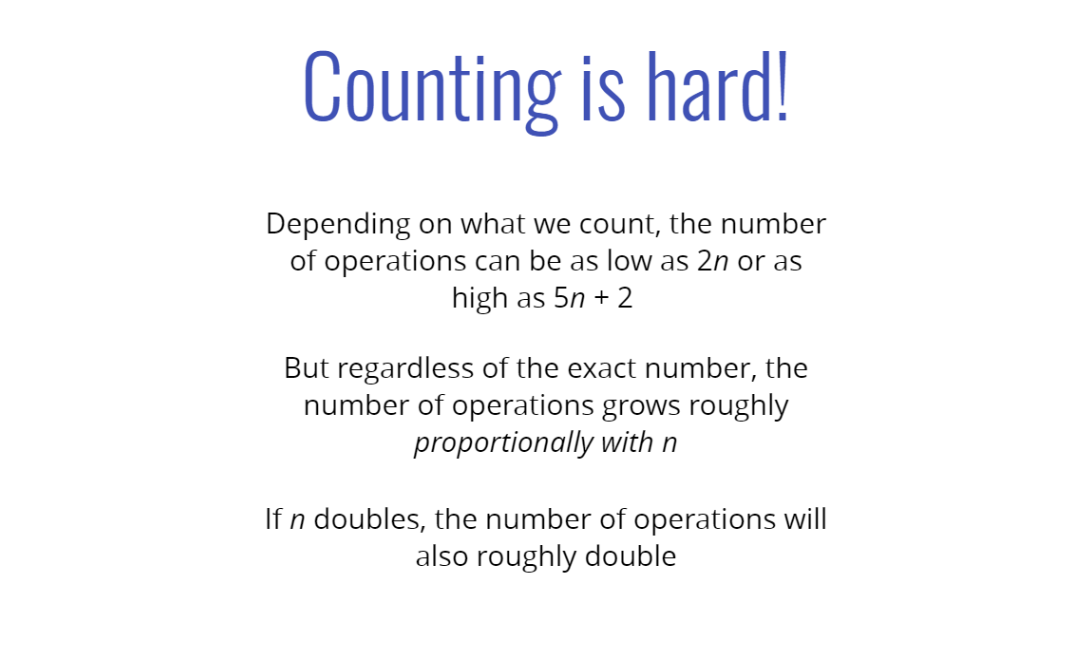 Counting is hard!
Depending on what we count, the number
of operations can be as low as 2n or as
high as 5n + 2
But regardless of the exact number, the
number of operations grows roughly
proportionally with n
If n doubles, the number of operations will
also roughly double